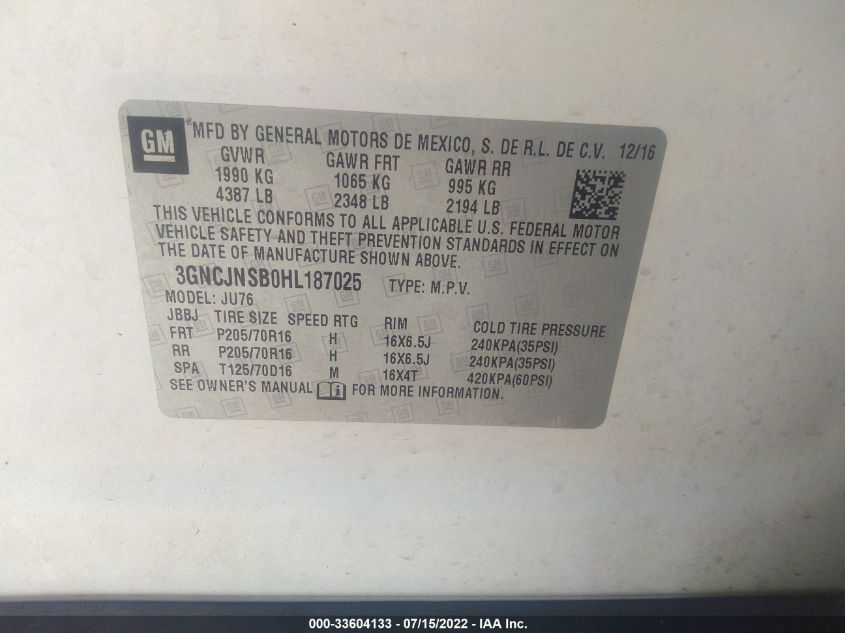 GM ® MFD BY GENERAL MOTORS DE MEXICO, S. DE R.L. DE C.V. 12/16
GVWR GAWR FRT GAWR RR
1990 KG 1065 KG 995 KG
4387 LB 2348 LB 2194 LB
THIS VEHICLE CONFORMS TO ALL APPLICABLE U.S. FEDERAL MOTOR
VEHICLE SAFETY AND THEFT PREVENTION STANDARDS IN EFFECT ON
THE DATE OF MANUFACTURE SHOWN ABOVE.
3GNCJNSB0HL187025 TYPE: M.P.V.
MODEL: JU76
JBBJ TIRE SIZE SPEED RTG RIM COLD TIRE PRESSURE
FRT P205/70R16 H 16X6.5J 240KPA(35PSI)
RR P205/70R16 H 16X6.5J 240KPA(35PSI)
SPA T125/70D16 M 16X4T 420KPA(60PSI)
SEE OWNER'S MANUAL i FOR MORE INFORMATION.
000-33604133 - 07/15/2022 - IAA Inc.